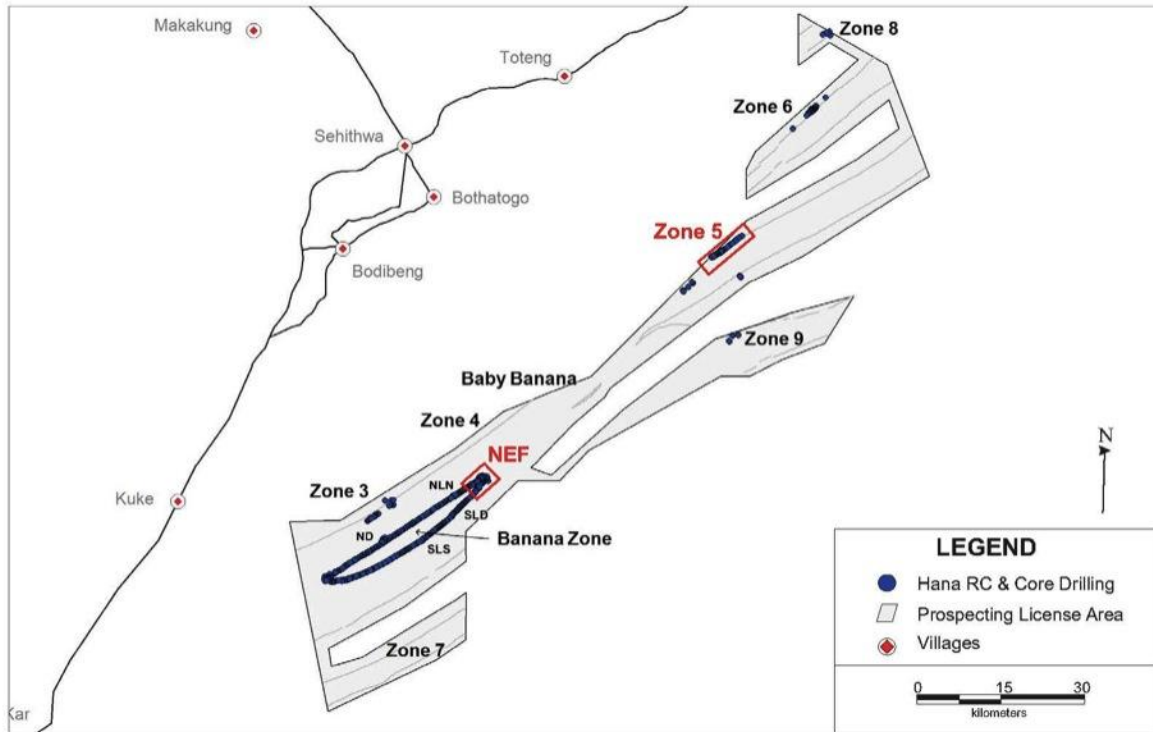 Makakung
Toteng
Zone 8
Zone 6
Sehithwa
Bothatogo
Zone 5
Bodibeng
Zone 9
Baby Banana
Zone 4
NEF
NLN
Zone 3
Kuke
SLD
ND
Banana Zone
SLS
Zone 7
Kar
N
LEGEND
Hana RC & Core Drilling
Prospecting License Area
Villages
0 15 30
kilometers